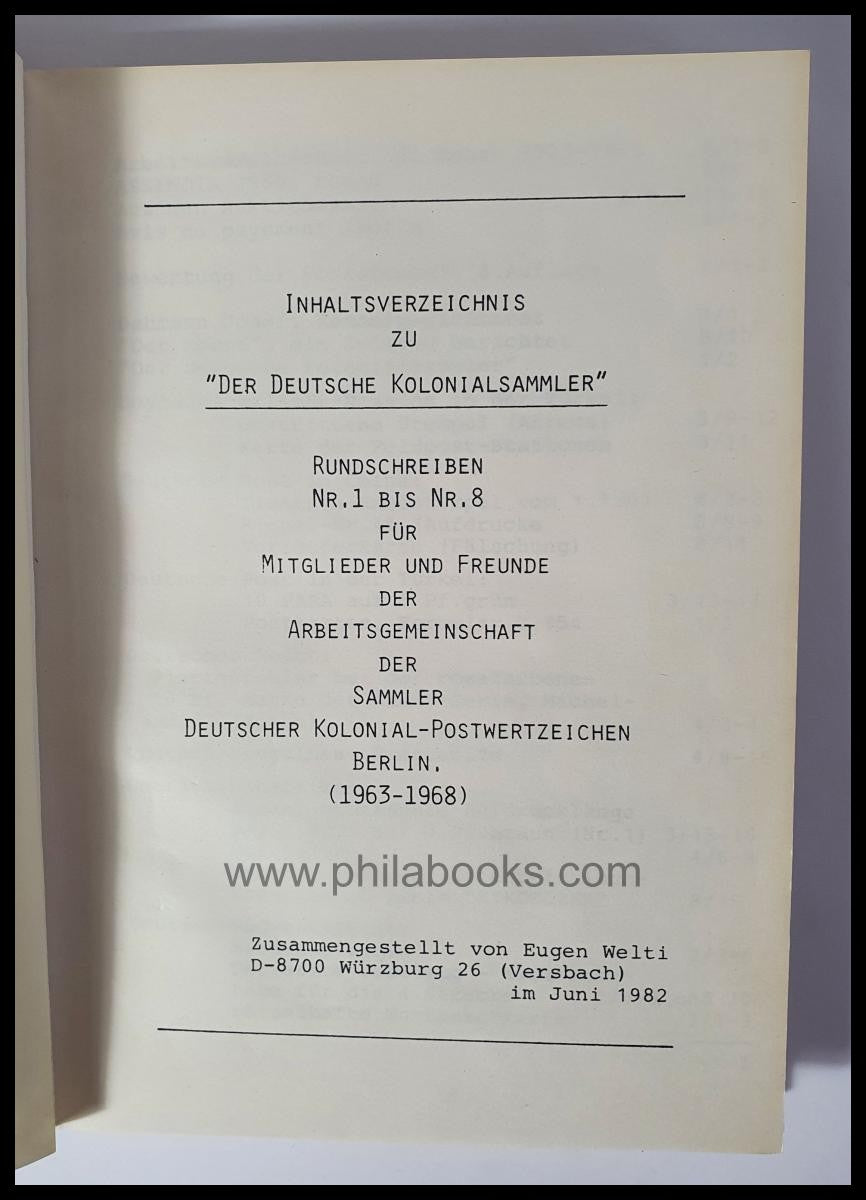 INHALTSVERZEICHNIS
ZU
"DER DEUTSCHE KOLONIALSAMMLER"
RUNDSCHREIBEN
NR.1 BIS NR.8
FÜR
MITGLIEDER UND FREUNDE
DER
ARBEITSGEMEINSCHAFT
DER
SAMMLER
DEUTSCHER KOLONIAL-POSTWERTZEICHEN
BERLIN.
(1963-1968)
www.philabooks.com
Zusammengestellt von Eugen Welti
D-8700 Würzburg 26 (Versbach)
im Juni 1982